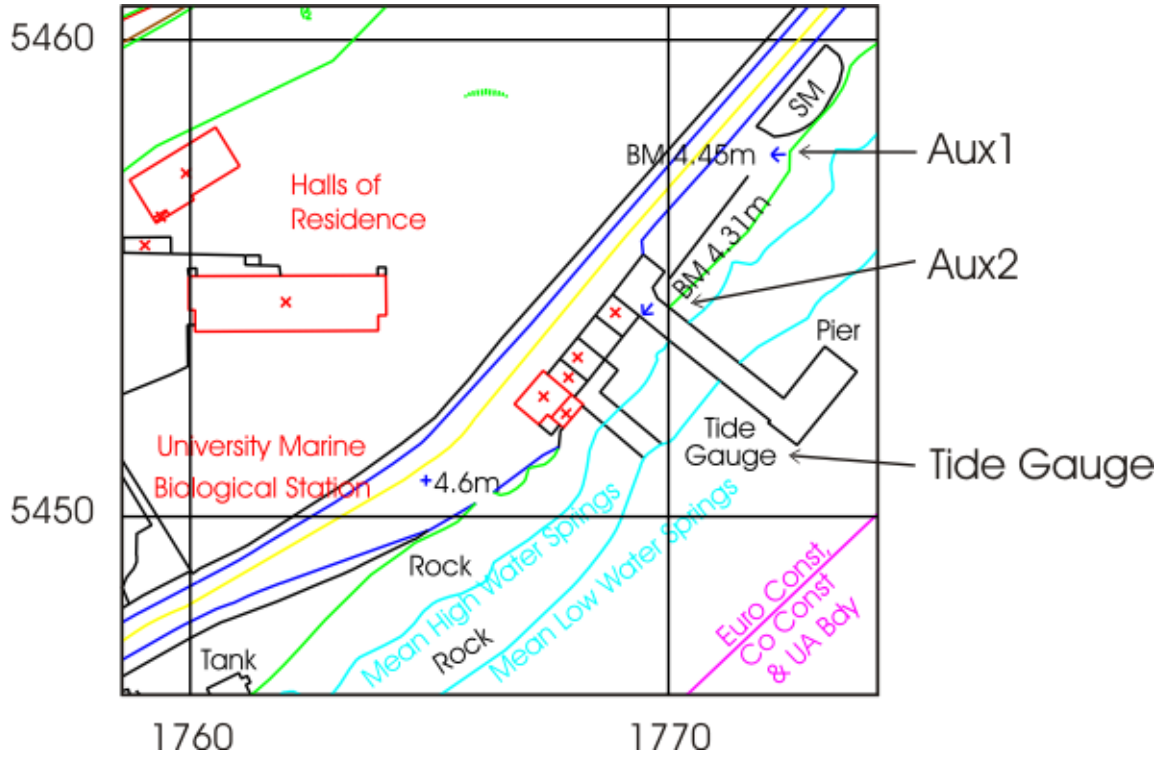 5460
SM
BM 4.45m
Aux1
Halls of
Residence
BM 4.31m
Aux2
Pier
Tide
Gauge
Tide Gauge
University Marine
Biological Station
4.6m
5450
Mean High Water Springs
Mean Low Water Springs
Rock
Rock
Euro Const,
Co Const
& UA Bdy
Tank
1760
1770